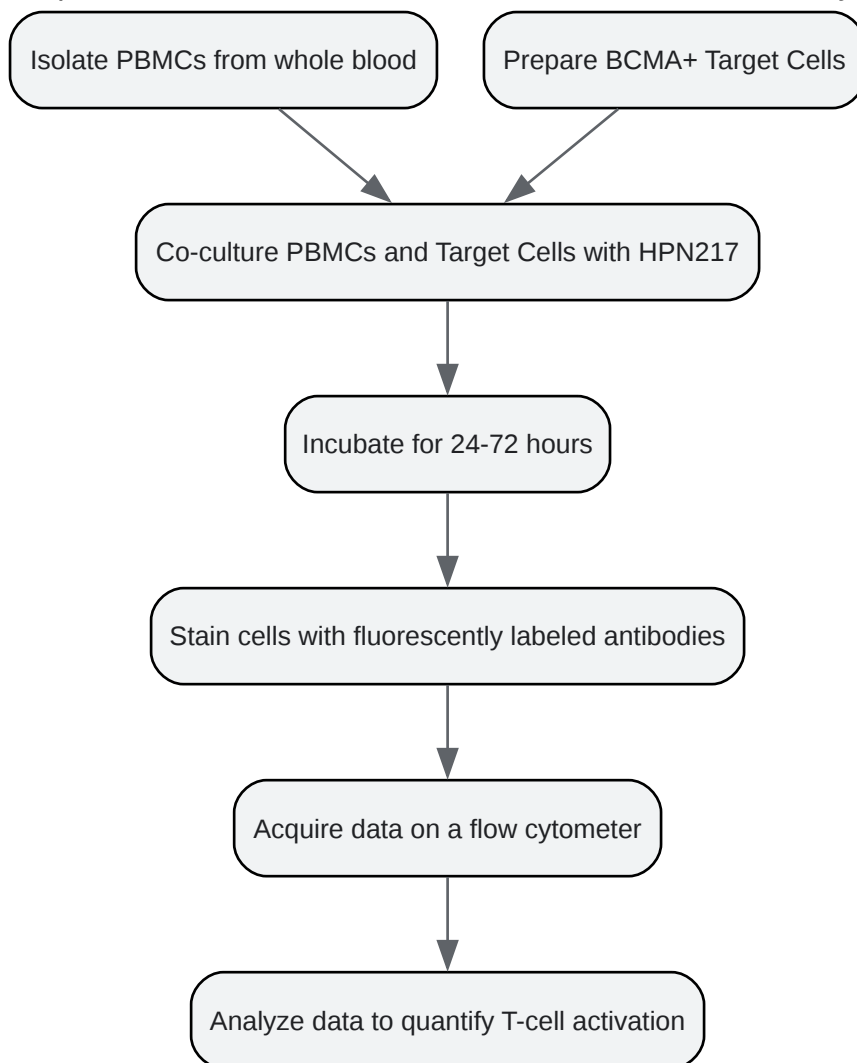 Isolate PBMCs from whole blood
Prepare BCMA+ Target Cells
Co-culture PBMCs and Target Cells with HPN217
Incubate for 24-72 hours
Stain cells with fluorescently labeled antibodies
Acquire data on a flow cytometer
Analyze data to quantify T-cell activation